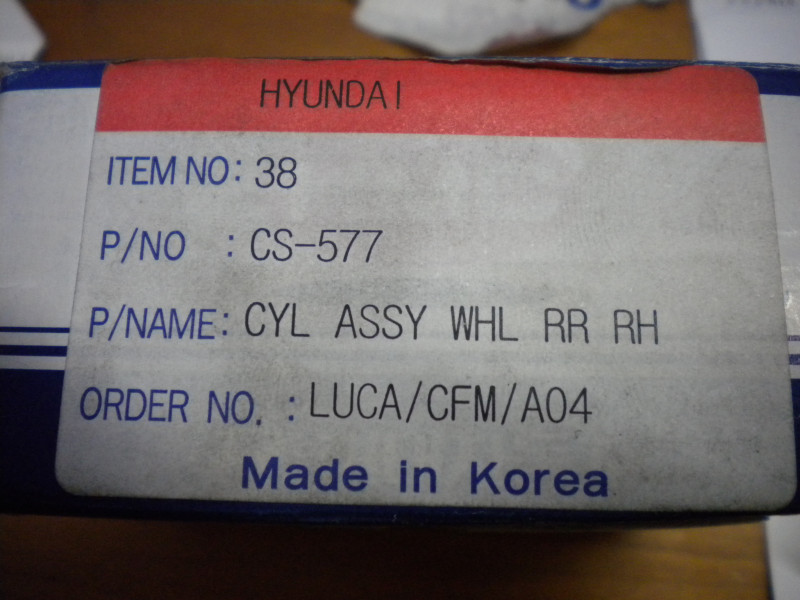 HYUNDAI
ITEM NO: 38
P/NO : CS-577
P/NAME: CYL ASSY WHL RR RH
ORDER NO. : LUCA/CFM/A04
Made in Korea